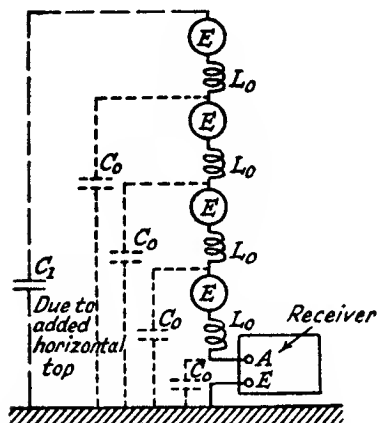 E
L₀
E
C₀
L₀
E
C₀
L₀
C₁
E
Due to
added
horizontal
top
C₀
L₀
Receiver
C₀
A
E